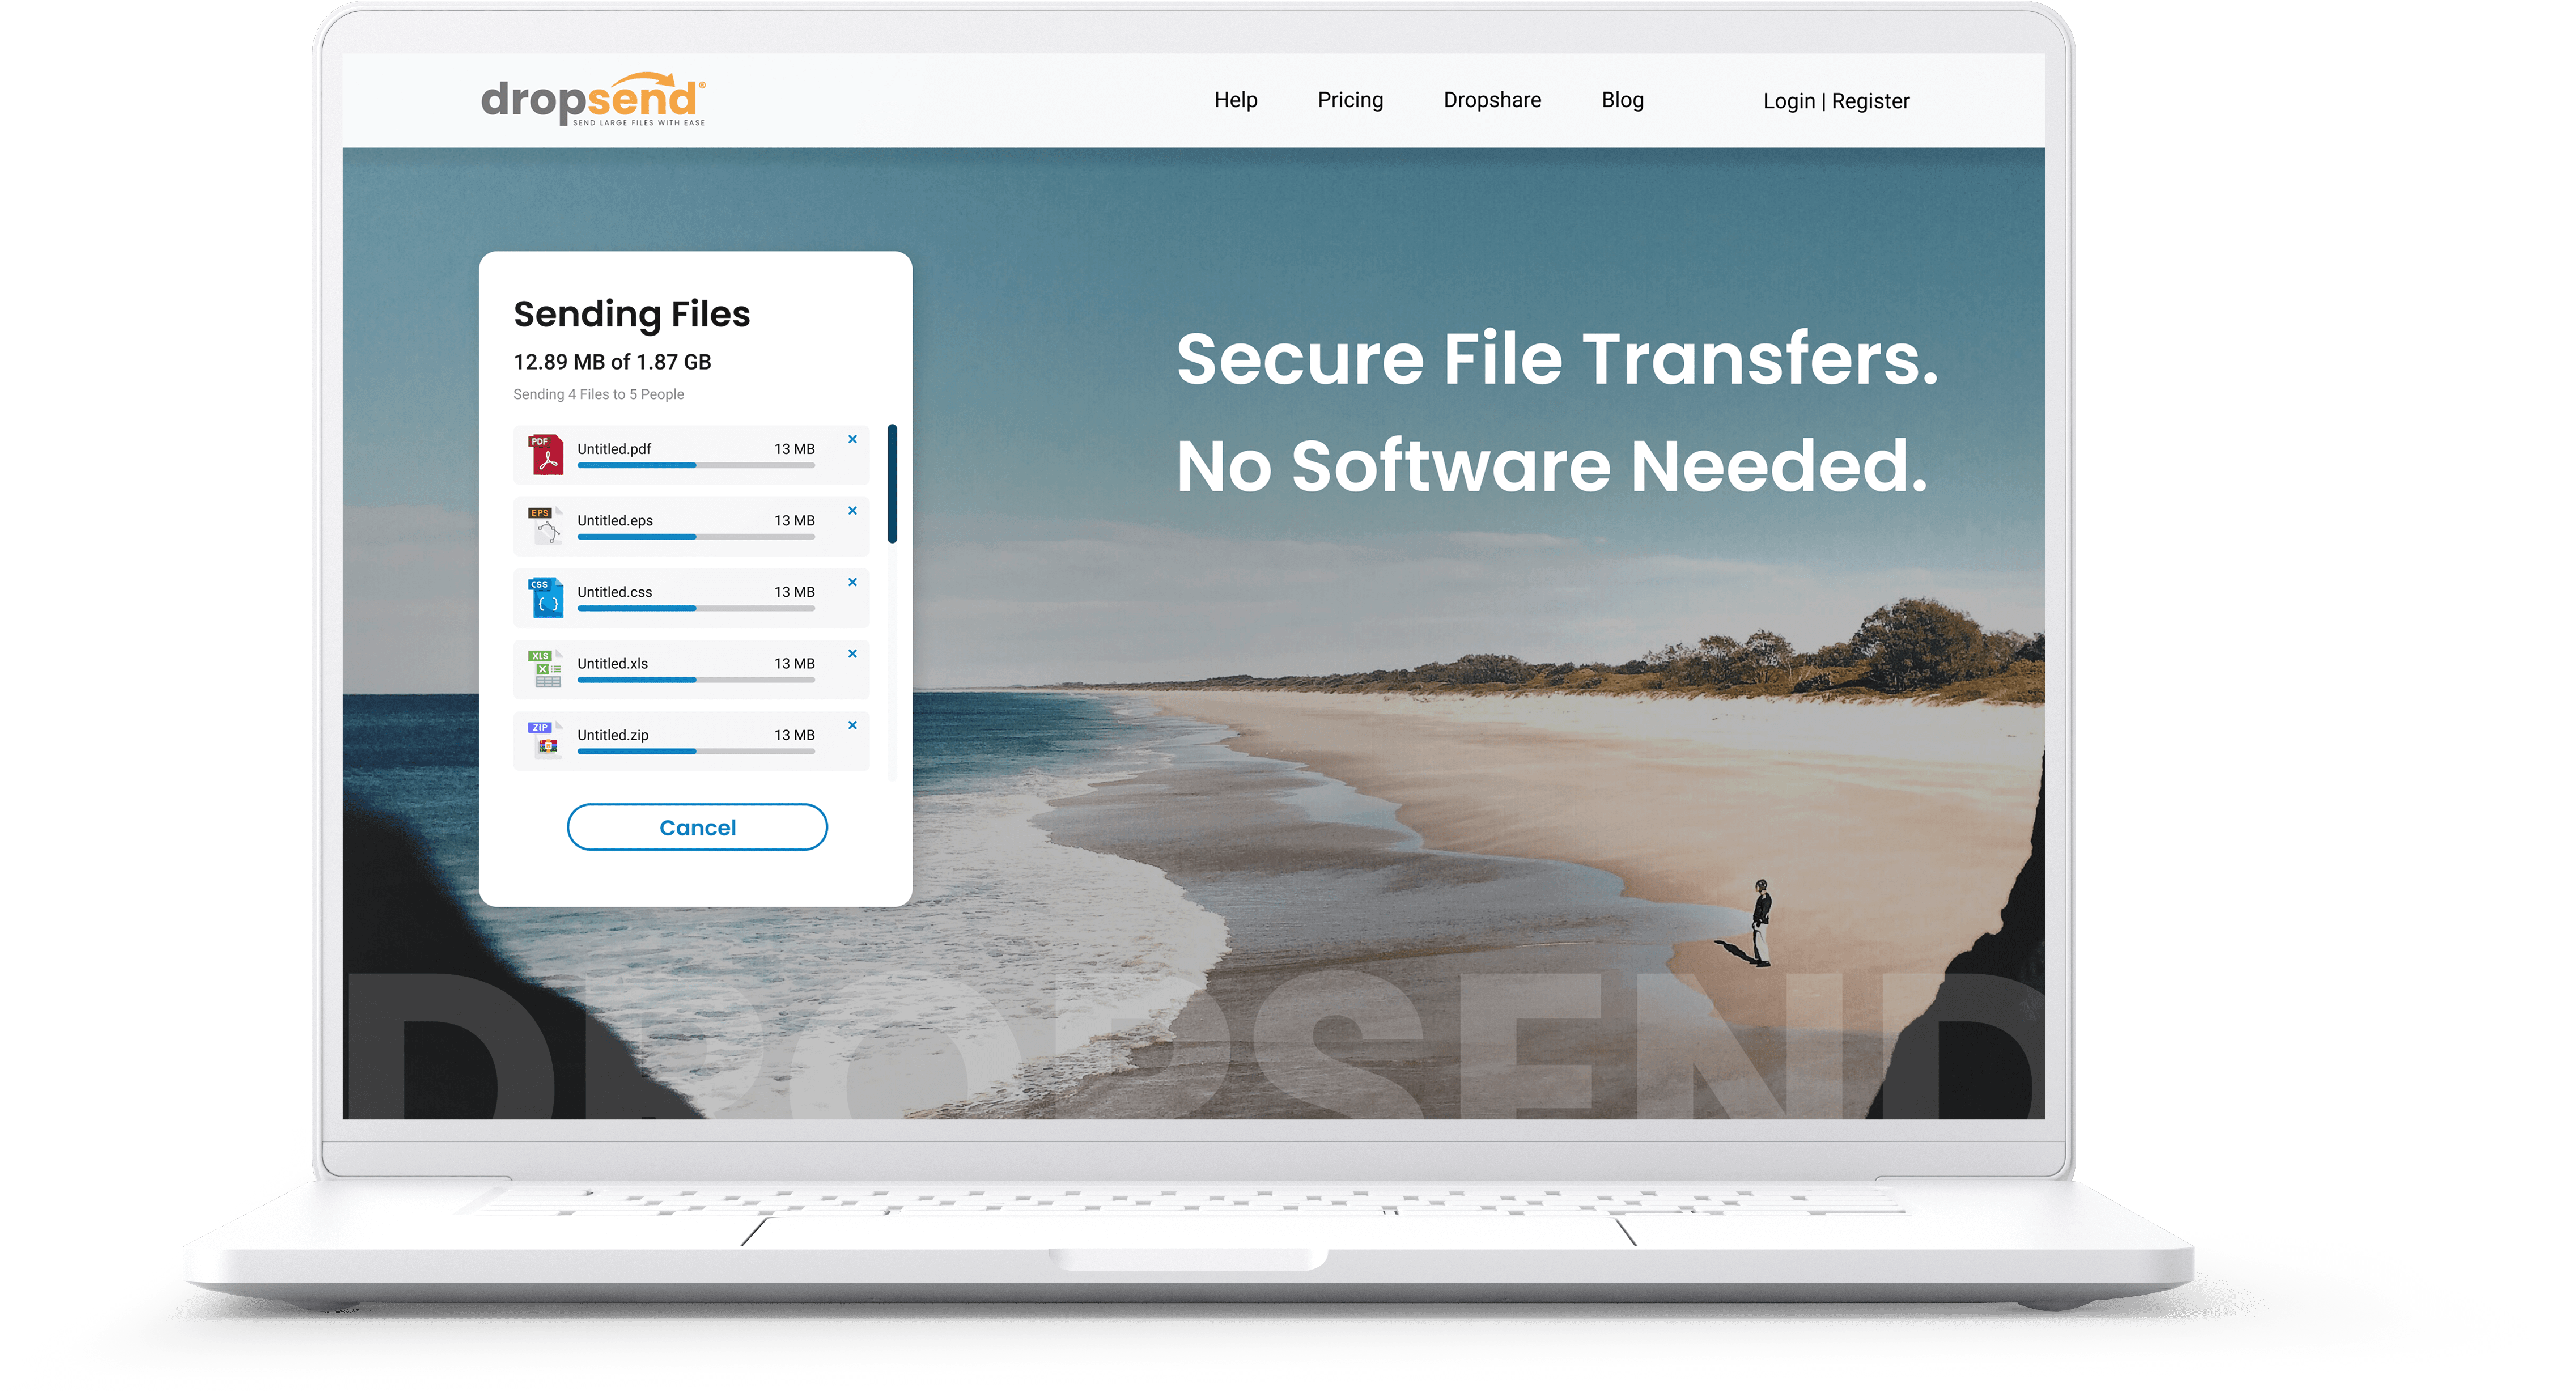 dropsend®
SEND LARGE FILES WITH EASE
Help
Pricing
Dropshare
Blog
Login | Register
Sending Files
12.89 MB of 1.87 GB
Sending 4 Files to 5 People
PDF
Untitled.pdf 13 MB
EPS
Untitled.eps 13 MB
CSS
Untitled.css 13 MB
XLS
Untitled.xls 13 MB
ZIP
Untitled.zip 13 MB
Cancel
Secure File Transfers.
No Software Needed.
DROPSEND